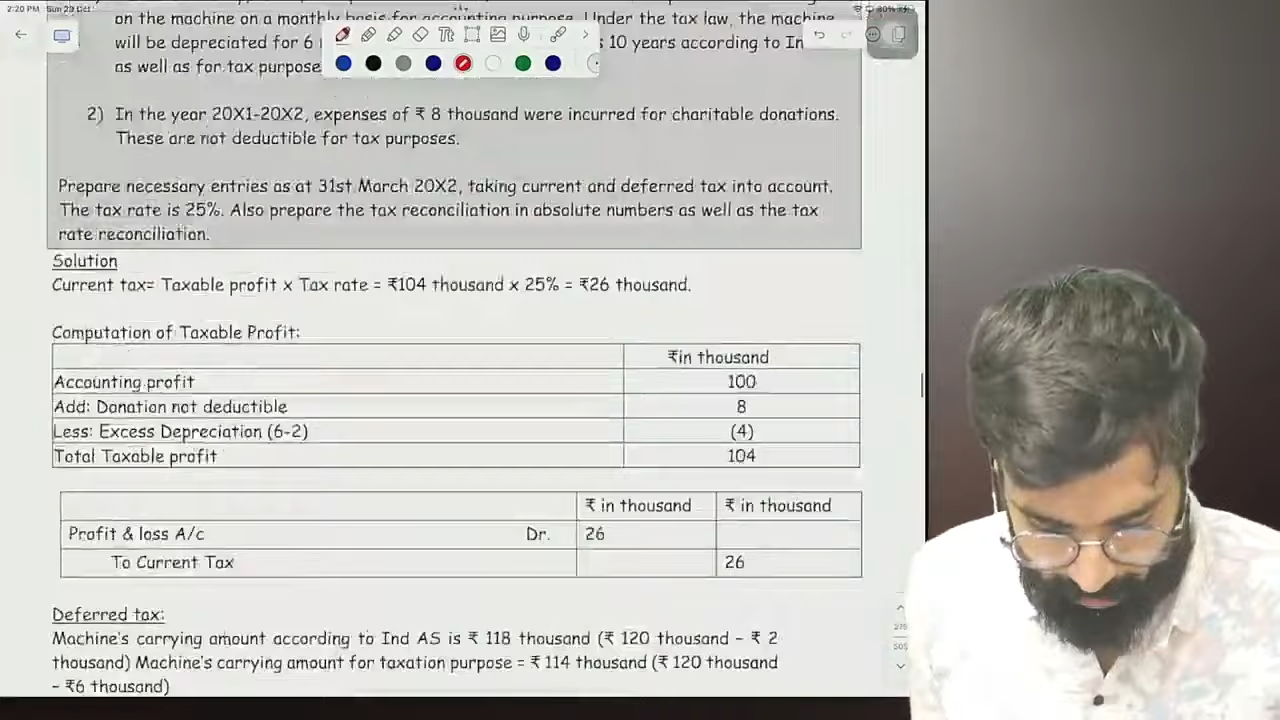 2:20 PM Sun 29 Oct
on the machine on a monthly basis for accounting purpose. Under the tax law, the machine
will be depreciated for 6 10 years according to In
as well as for tax purpose
2) In the year 20X1-20X2, expenses of ₹ 8 thousand were incurred for charitable donations.
These are not deductible for tax purposes.
Prepare necessary entries as at 31st March 20X2, taking current and deferred tax into account.
The tax rate is 25%. Also prepare the tax reconciliation in absolute numbers as well as the tax
rate reconciliation.
Solution
Current tax= Taxable profit x Tax rate = ₹104 thousand x 25% = ₹26 thousand.
Computation of Taxable Profit:
₹in thousand
Accounting profit 100
Add: Donation not deductible 8
Less: Excess Depreciation (6-2) (4)
Total Taxable profit 104
₹ in thousand ₹ in thousand
Profit & loss A/c Dr. 26
To Current Tax 26
Deferred tax:
Machine's carrying amount according to Ind AS is ₹ 118 thousand (₹ 120 thousand – ₹ 2
thousand) Machine's carrying amount for taxation purpose = ₹ 114 thousand (₹ 120 thousand
– ₹6 thousand)